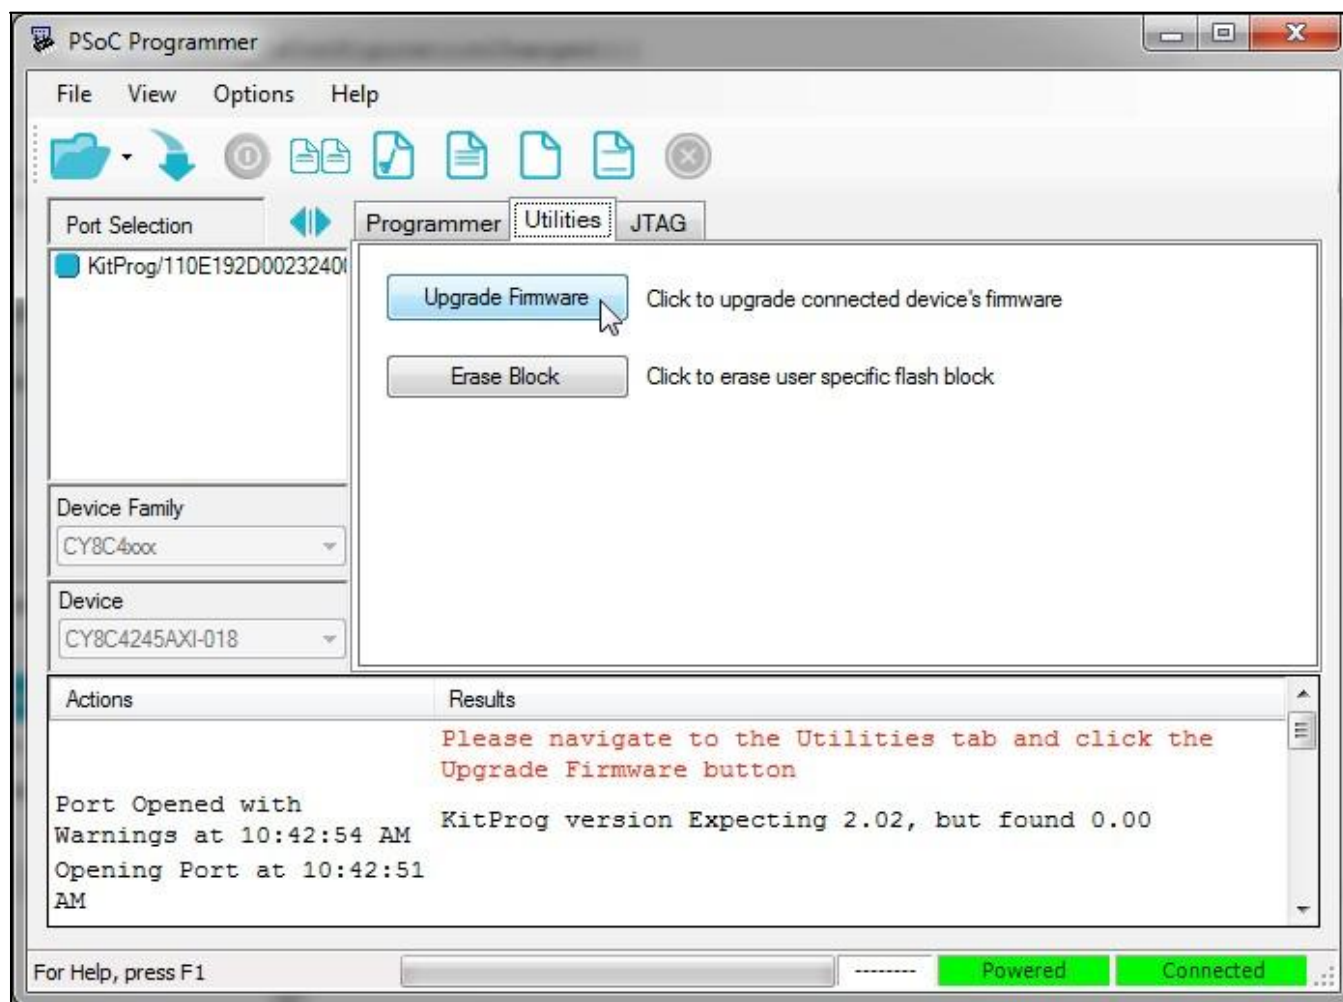 PSoC Programmer
File View Options Help
Port Selection
Programmer Utilities JTAG
KitProg/110E192D00232400
Upgrade Firmware Click to upgrade connected device's firmware
Erase Block Click to erase user specific flash block
Device Family
CY8C4xxx
Device
CY8C4245AXI-018
Actions Results
Please navigate to the Utilities tab and click the
Upgrade Firmware button
Port Opened with
Warnings at 10:42:54 AM
KitProg version Expecting 2.02, but found 0.00
Opening Port at 10:42:51
AM
For Help, press F1 -------- Powered Connected